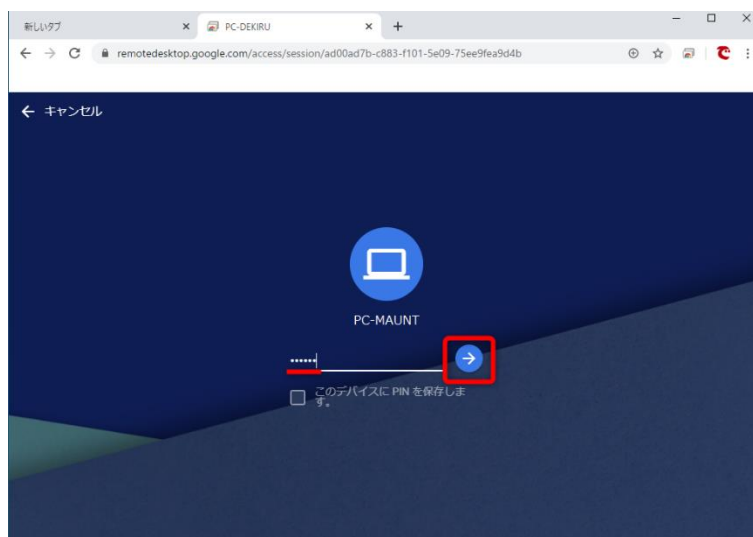 新しいタブ
PC-DEKIRU
remotedesktop.google.com/access/session/ad00ad7b-c883-f101-5e09-75ee9fea9d4b
キャンセル
PC-MAUNT
••••••
このデバイスに PIN を保存しま
す。